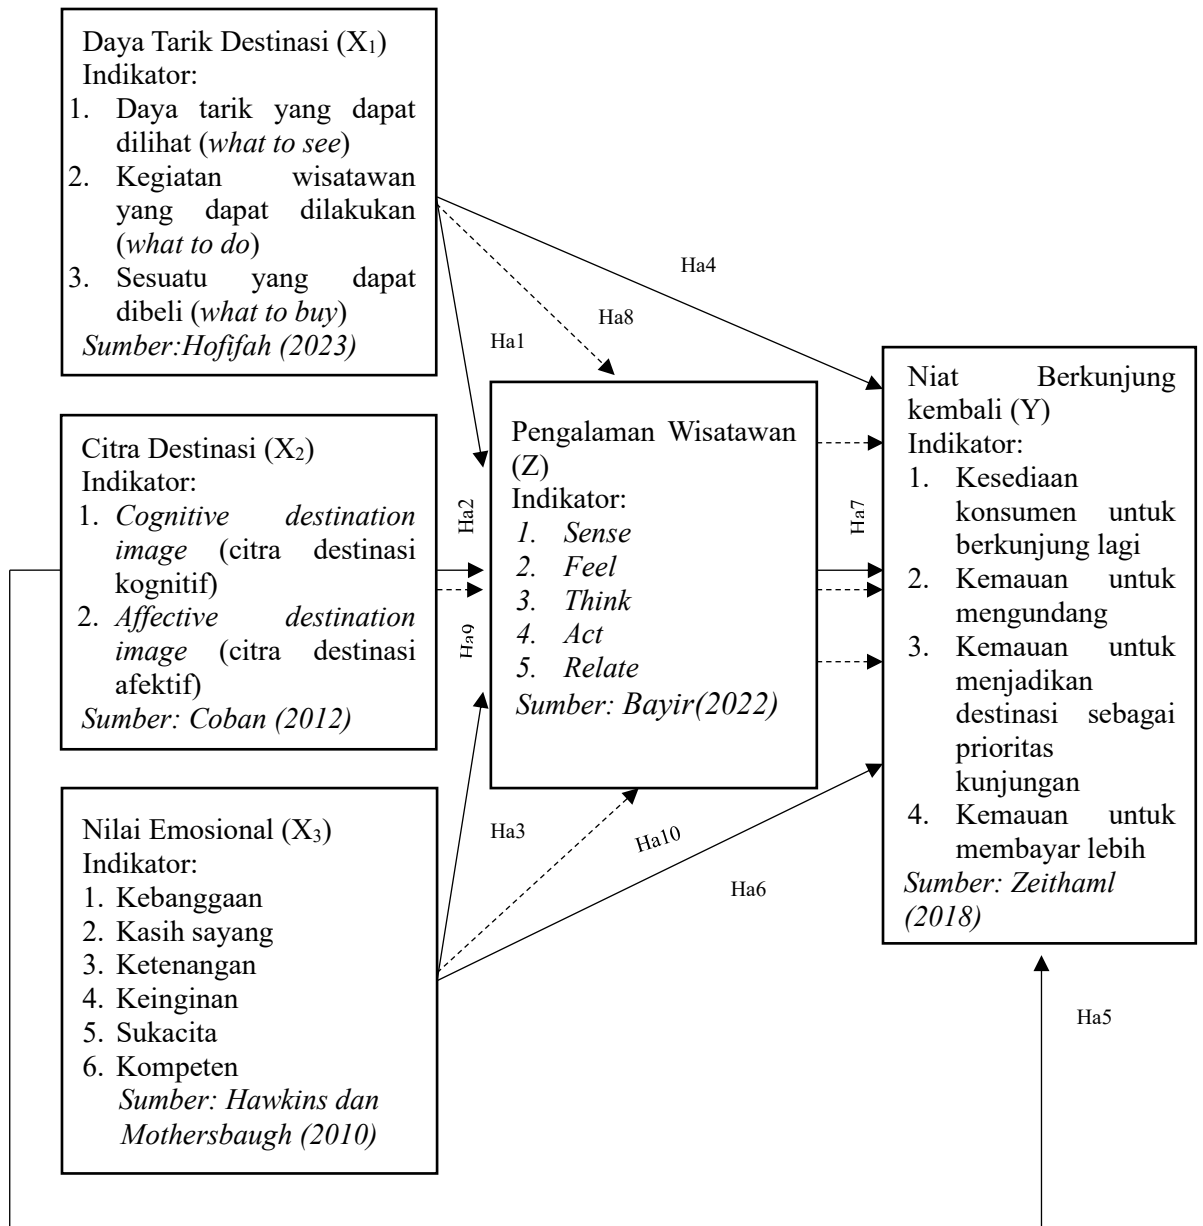 Daya Tarik Destinasi (X₁)
Indikator:
1. Daya tarik yang dapat
dilihat (what to see)
2. Kegiatan wisatawan
yang dapat dilakukan
(what to do)
3. Sesuatu yang dapat
dibeli (what to buy)
Sumber:Hofifah (2023)
Citra Destinasi (X₂)
Indikator:
1. Cognitive destination
image (citra destinasi
kognitif)
2. Affective destination
image (citra destinasi
afektif)
Sumber: Coban (2012)
Nilai Emosional (X₃)
Indikator:
1. Kebanggaan
2. Kasih sayang
3. Ketenangan
4. Keinginan
5. Sukacita
6. Kompeten
Sumber: Hawkins dan
Mothersbaugh (2010)
Ha1
Ha8
Ha4
Ha2
Ha9
Ha3
Ha10
Ha6
Pengalaman Wisatawan
(Z)
Indikator:
1. Sense
2. Feel
3. Think
4. Act
5. Relate
Sumber: Bayir(2022)
Ha7
Niat Berkunjung
kembali (Y)
Indikator:
1. Kesediaan
konsumen untuk
berkunjung lagi
2. Kemauan untuk
mengundang
3. Kemauan untuk
menjadikan
destinasi sebagai
prioritas
kunjungan
4. Kemauan untuk
membayar lebih
Sumber: Zeithaml
(2018)
Ha5